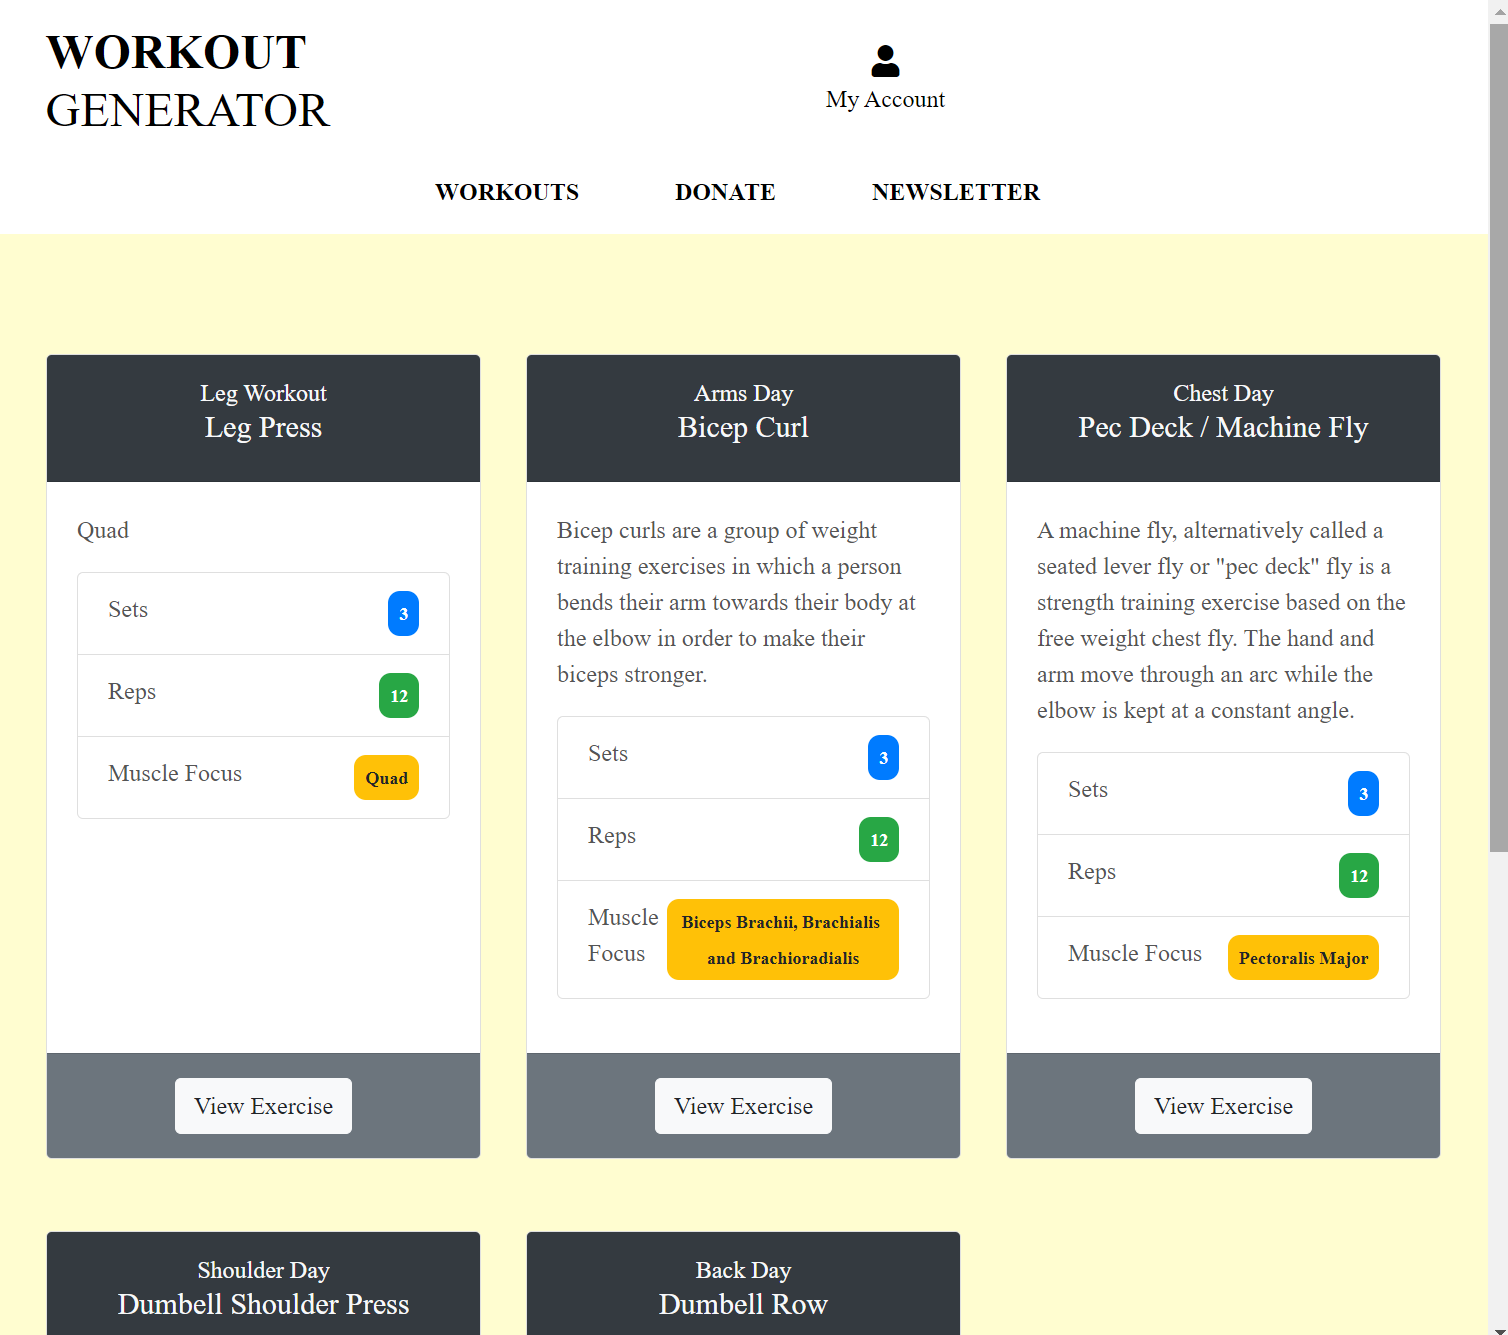 WORKOUT
GENERATOR
My Account
WORKOUTS DONATE NEWSLETTER
Leg Workout
Leg Press
Quad
Sets 3
Reps 12
Muscle Focus Quad
View Exercise
Arms Day
Bicep Curl
Bicep curls are a group of weight
training exercises in which a person
bends their arm towards their body at
the elbow in order to make their
biceps stronger.
Sets 3
Reps 12
Muscle Focus
Biceps Brachii, Brachialis
and Brachioradialis
View Exercise
Chest Day
Pec Deck / Machine Fly
A machine fly, alternatively called a
seated lever fly or "pec deck" fly is a
strength training exercise based on the
free weight chest fly. The hand and
arm move through an arc while the
elbow is kept at a constant angle.
Sets 3
Reps 12
Muscle Focus Pectoralis Major
View Exercise
Shoulder Day
Dumbell Shoulder Press
Back Day
Dumbell Row